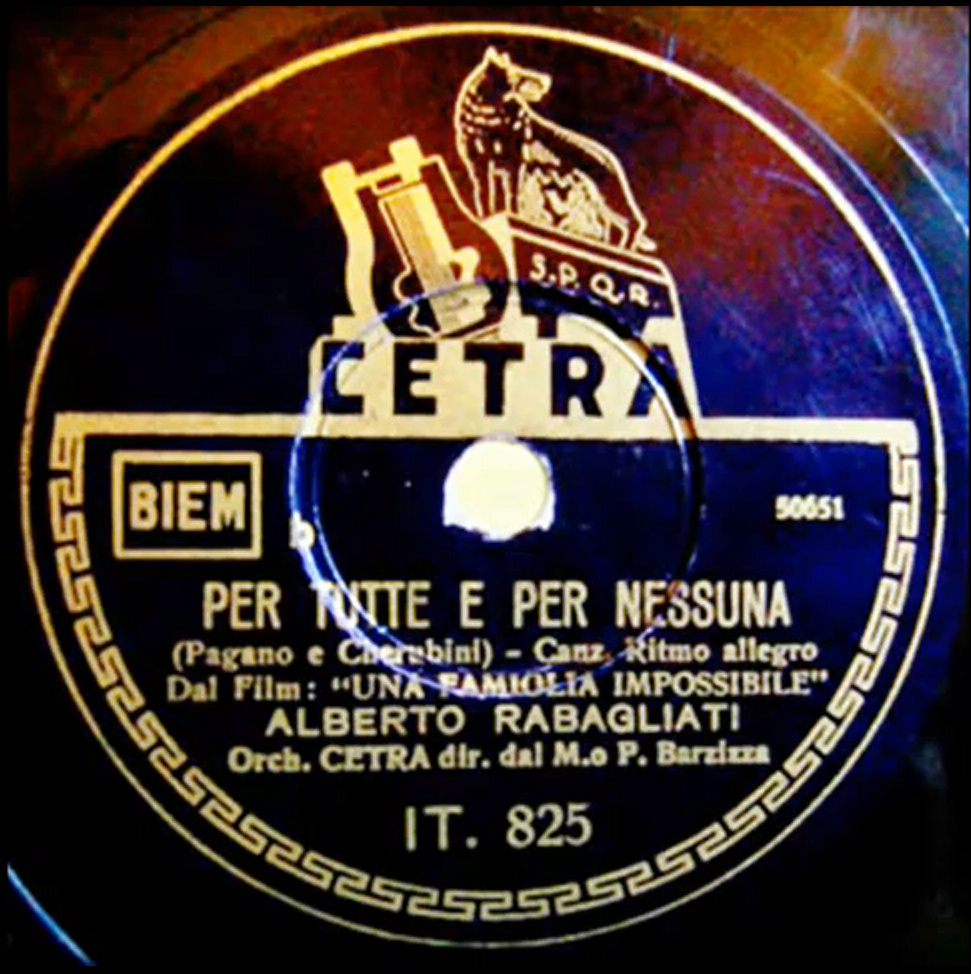 S.P.Q.R.
CETRA
BIEM
50651
PER TUTTE E PER NESSUNA
(Pagano e Cherubini) - Canz. Ritmo allegro
Dal Film: "UNA FAMIGLIA IMPOSSIBILE"
ALBERTO RABAGLIATI
Orch. CETRA dir. dal M.o P. Barzizza
IT. 825